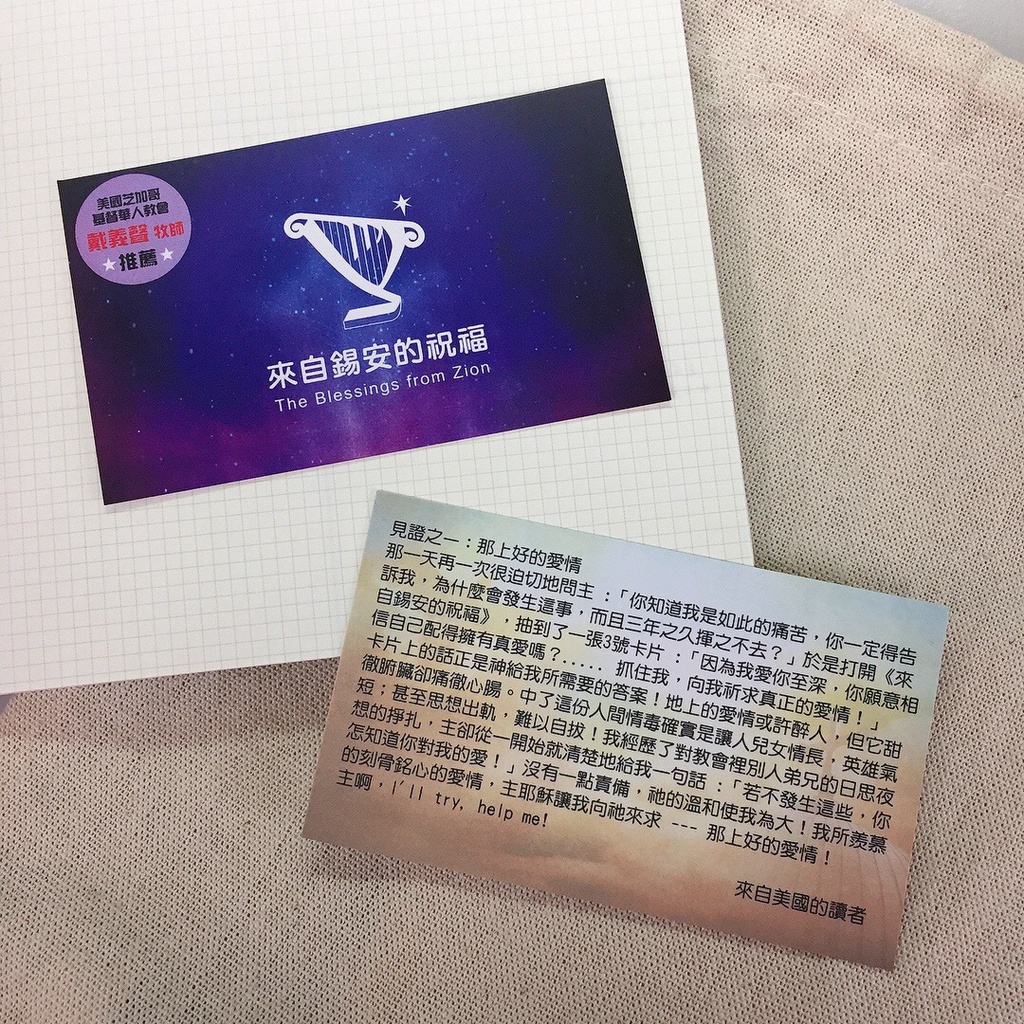 美國芝加哥
基督華人教會
戴義聲 牧師
推薦
來自錫安的祝福
The Blessings from Zion
見證之一：那上好的愛情
那一天再一次很迫切地問主：「你知道我是如此的痛苦，你一定得告
訴我，為什麼會發生這事，而且三年之久揮之不去？」於是打開《來
自錫安的祝福》，抽到了一張3號卡片：「因為我愛你至深，你願意相
信自己配得擁有真愛嗎？..... 抓住我，向我祈求真正的愛情！」
卡片上的話正是神給我所需要的答案！地上的愛情或許醉人，但它甜
徹腑臟卻痛徹心腸。中了這份人間情毒確實是讓人兒女情長，英雄氣
短；甚至思想出軌，難以自拔！我經歷了對教會裡別人弟兄的日思夜
想的掙扎，主卻從一開始就清楚地給我一句話：「若不發生這些，你
怎知道你對我的愛！」沒有一點責備，祂的溫和使我為大！我所羨慕
的刻骨銘心的愛情，主耶穌讓我向祂來求 --- 那上好的愛情！
主啊，I'll try, help me!
來自美國的讀者